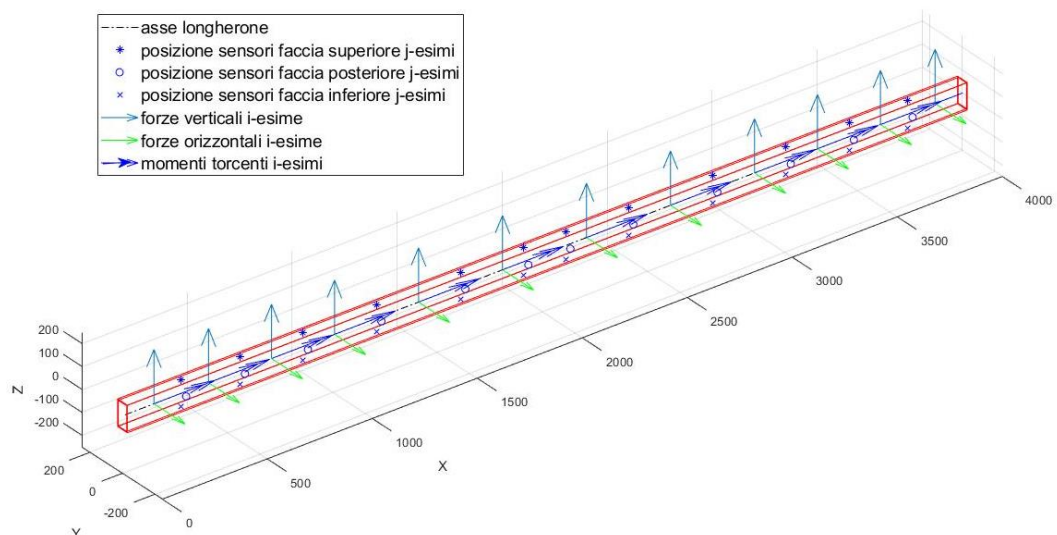 asse longherone
posizione sensori faccia superiore j-esimi
posizione sensori faccia posteriore j-esimi
posizione sensori faccia inferiore j-esimi
forze verticali i-esime
forze orizzontali i-esime
momenti torcenti i-esimi
4000
3500
3000
2500
2000
1500
1000
500
0
X
200
100
0
-100
-200
Z
200
0
-200
Y